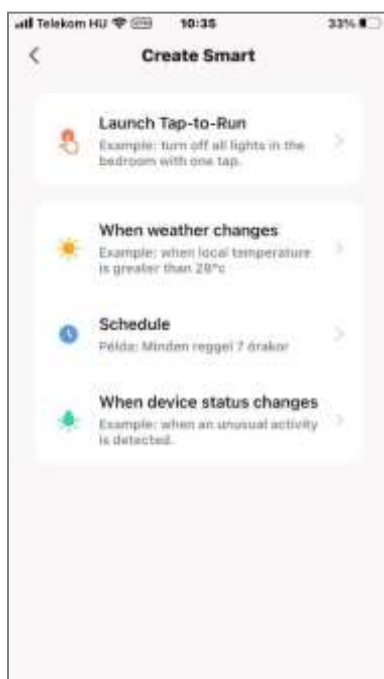 Telekom HU VPN 10:35 33%
Create Smart
Launch Tap-to-Run
Example: turn off all lights in the
bedroom with one tap.
When weather changes
Example: when local temperature
is greater than 28°c
Schedule
Példa: Minden reggel 7 órakor
When device status changes
Example: when an unusual activity
is detected.